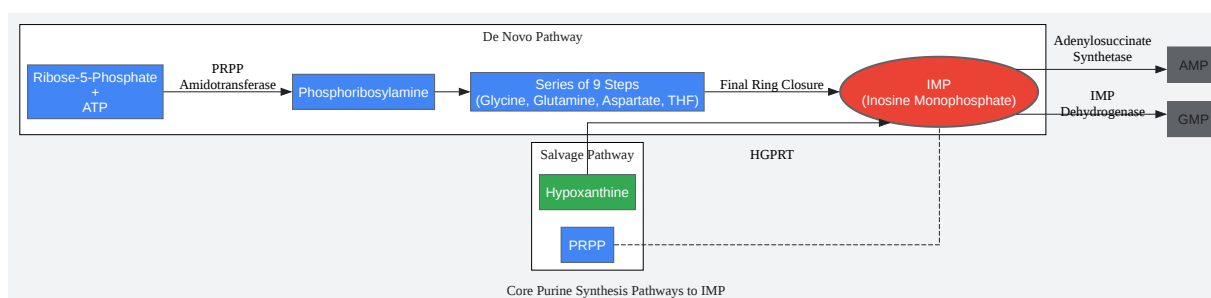 De Novo Pathway
Ribose-5-Phosphate
+
ATP
PRPP
Amidotransferase
Phosphoribosylamine
Series of 9 Steps
(Glycine, Glutamine, Aspartate, THF)
Final Ring Closure
IMP
(Inosine Monophosphate)
Adenylosuccinate
Synthetase
AMP
IMP
Dehydrogenase
GMP
Salvage Pathway
HGPRT
Hypoxanthine
PRPP
Core Purine Synthesis Pathways to IMP